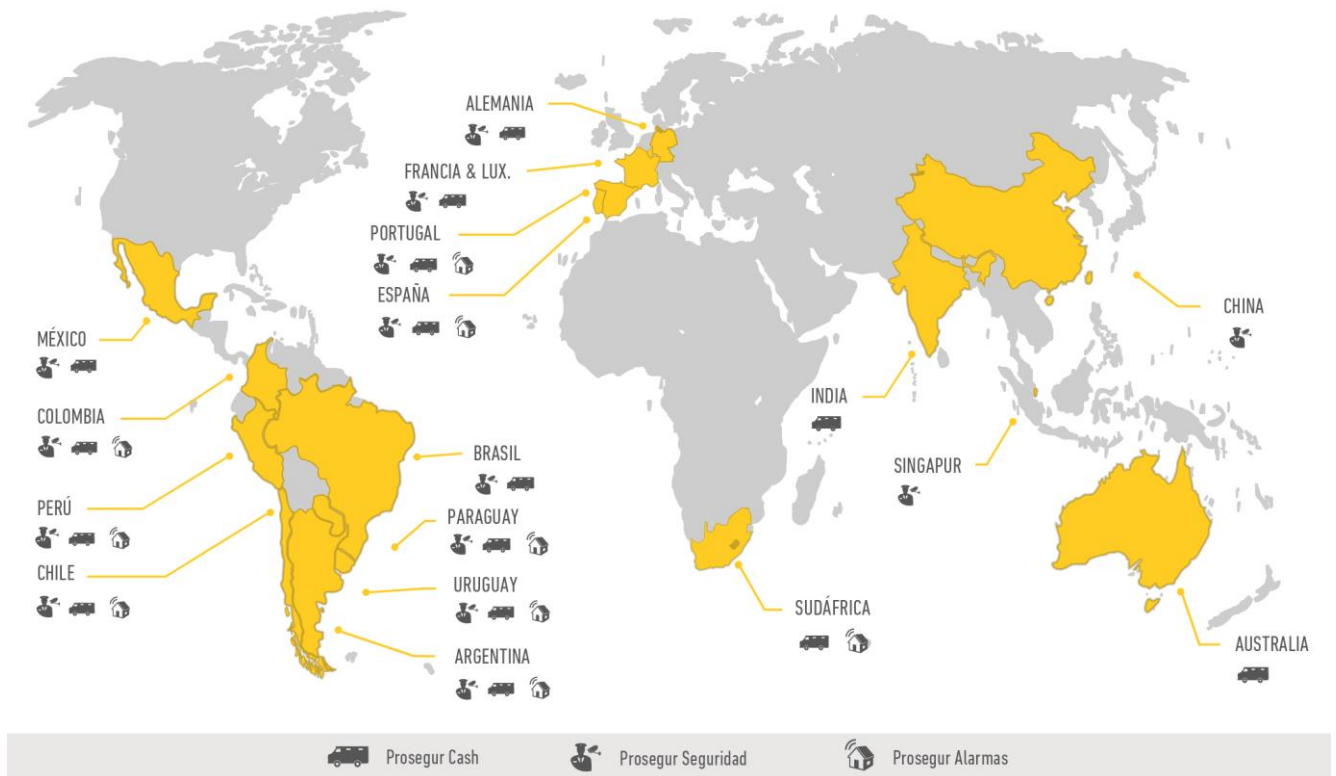 ALEMANIA
FRANCIA & LUX.
PORTUGAL
ESPAÑA
MÉXICO
COLOMBIA
PERÚ
CHILE
BRASIL
PARAGUAY
URUGUAY
ARGENTINA
SUDÁFRICA
INDIA
SINGAPUR
CHINA
AUSTRALIA
Prosegur Cash
Prosegur Seguridad
Prosegur Alarmas